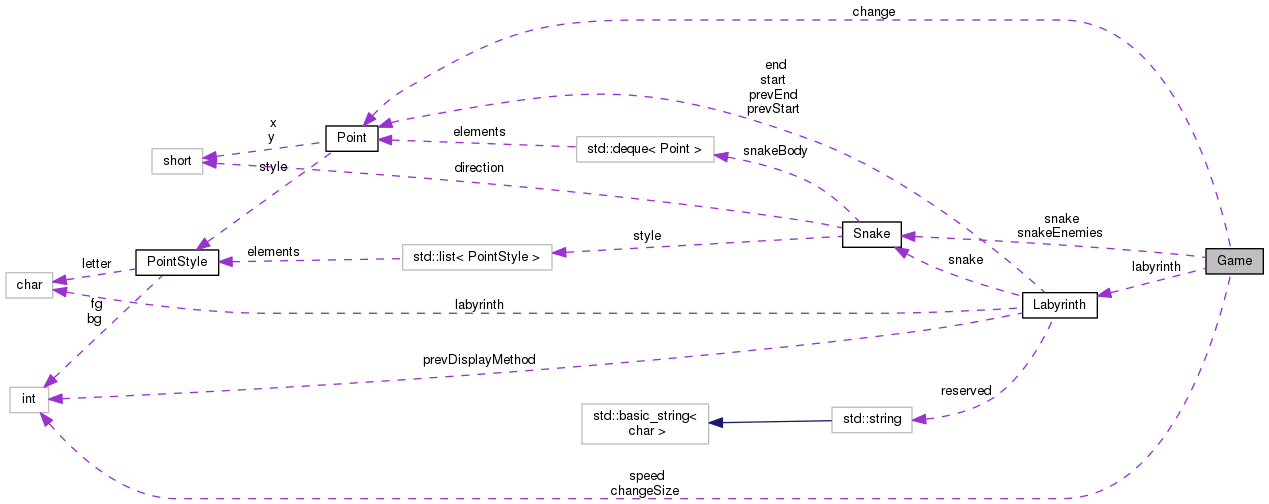 change
end
start
prevEnd
prevStart
x
y
Point
elements
std::deque< Point >
snakeBody
short
style
direction
snake
snakeEnemies
Snake
style
PointStyle
elements
std::list< PointStyle >
snake
labyrinth
Game
letter
char
fg
bg
labyrinth
Labyrinth
prevDisplayMethod
int
reserved
std::basic_string<
char >
std::string
speed
changeSize